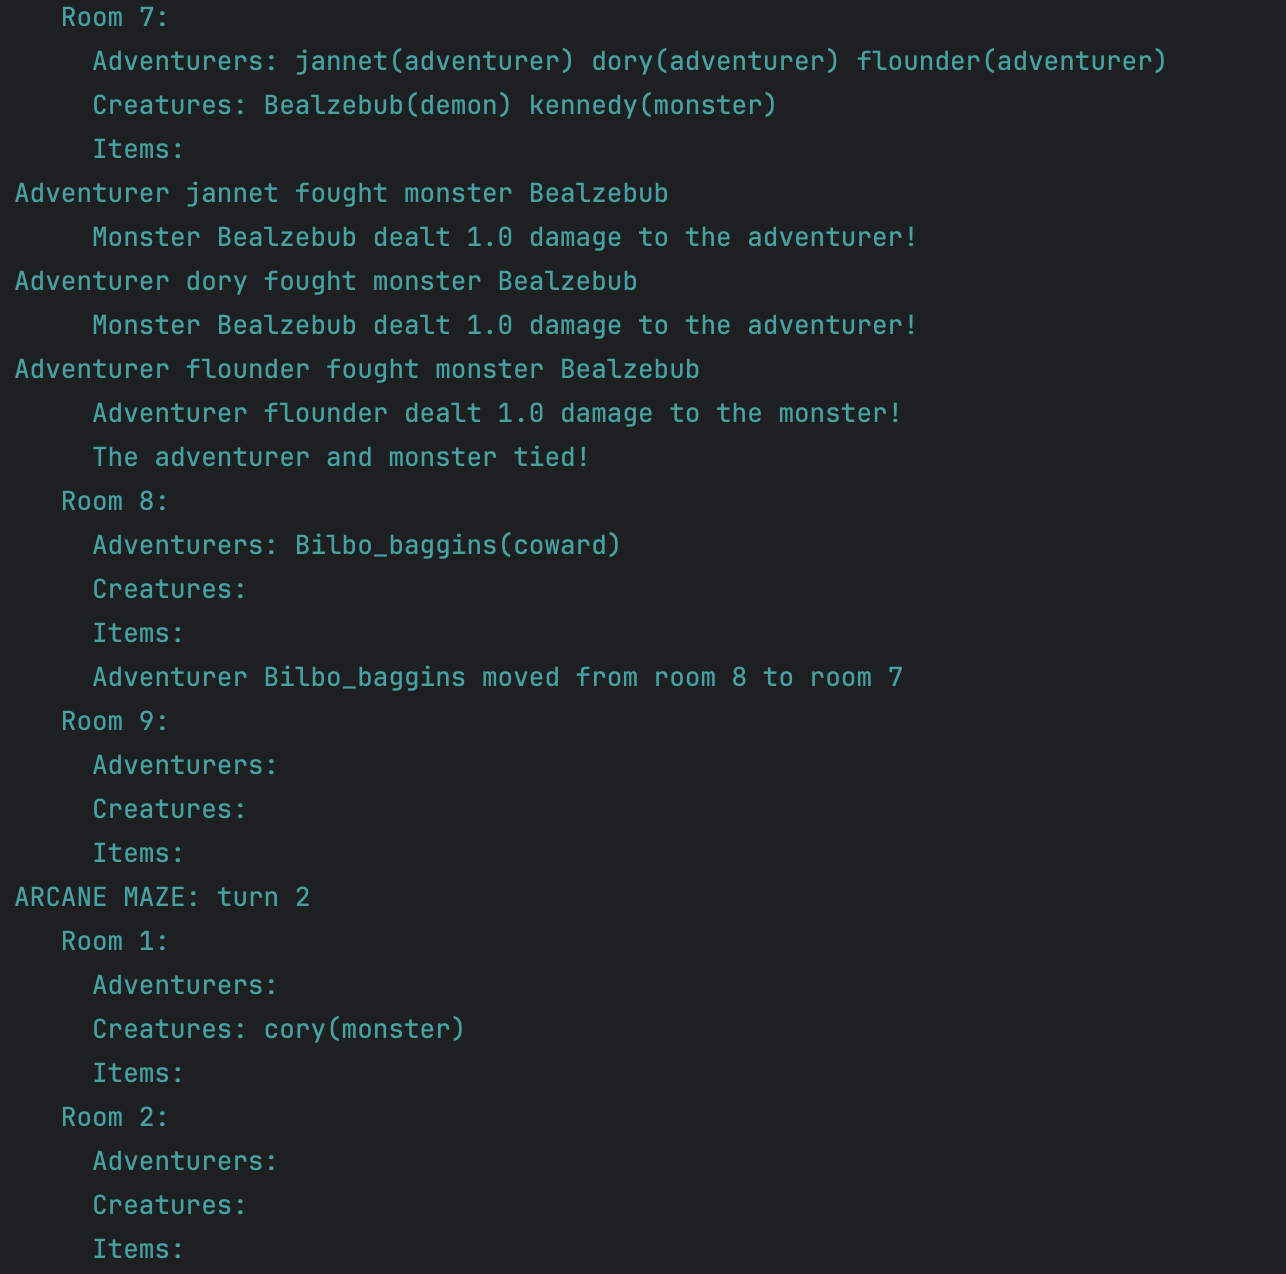 Room 7:
Adventurers: jannet(adventurer) dory(adventurer) flounder(adventurer)
Creatures: Bealzebub(demon) kennedy(monster)
Items:
Adventurer jannet fought monster Bealzebub
Monster Bealzebub dealt 1.0 damage to the adventurer!
Adventurer dory fought monster Bealzebub
Monster Bealzebub dealt 1.0 damage to the adventurer!
Adventurer flounder fought monster Bealzebub
Adventurer flounder dealt 1.0 damage to the monster!
The adventurer and monster tied!
Room 8:
Adventurers: Bilbo_baggins(coward)
Creatures:
Items:
Adventurer Bilbo_baggins moved from room 8 to room 7
Room 9:
Adventurers:
Creatures:
Items:
ARCANE MAZE: turn 2
Room 1:
Adventurers:
Creatures: cory(monster)
Items:
Room 2:
Adventurers:
Creatures:
Items: